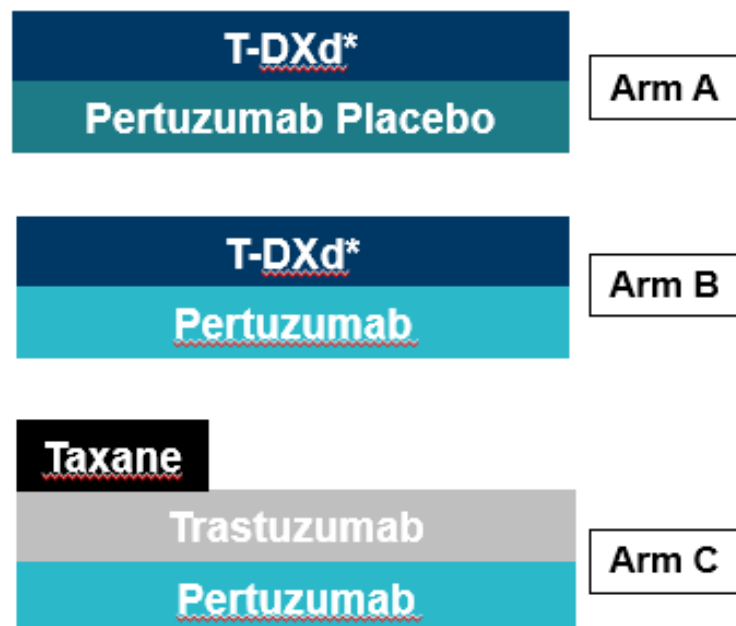 T-DXd*
Pertuzumab Placebo
Arm A
T-DXd*
Pertuzumab
Arm B
Taxane
Trastuzumab
Pertuzumab
Arm C